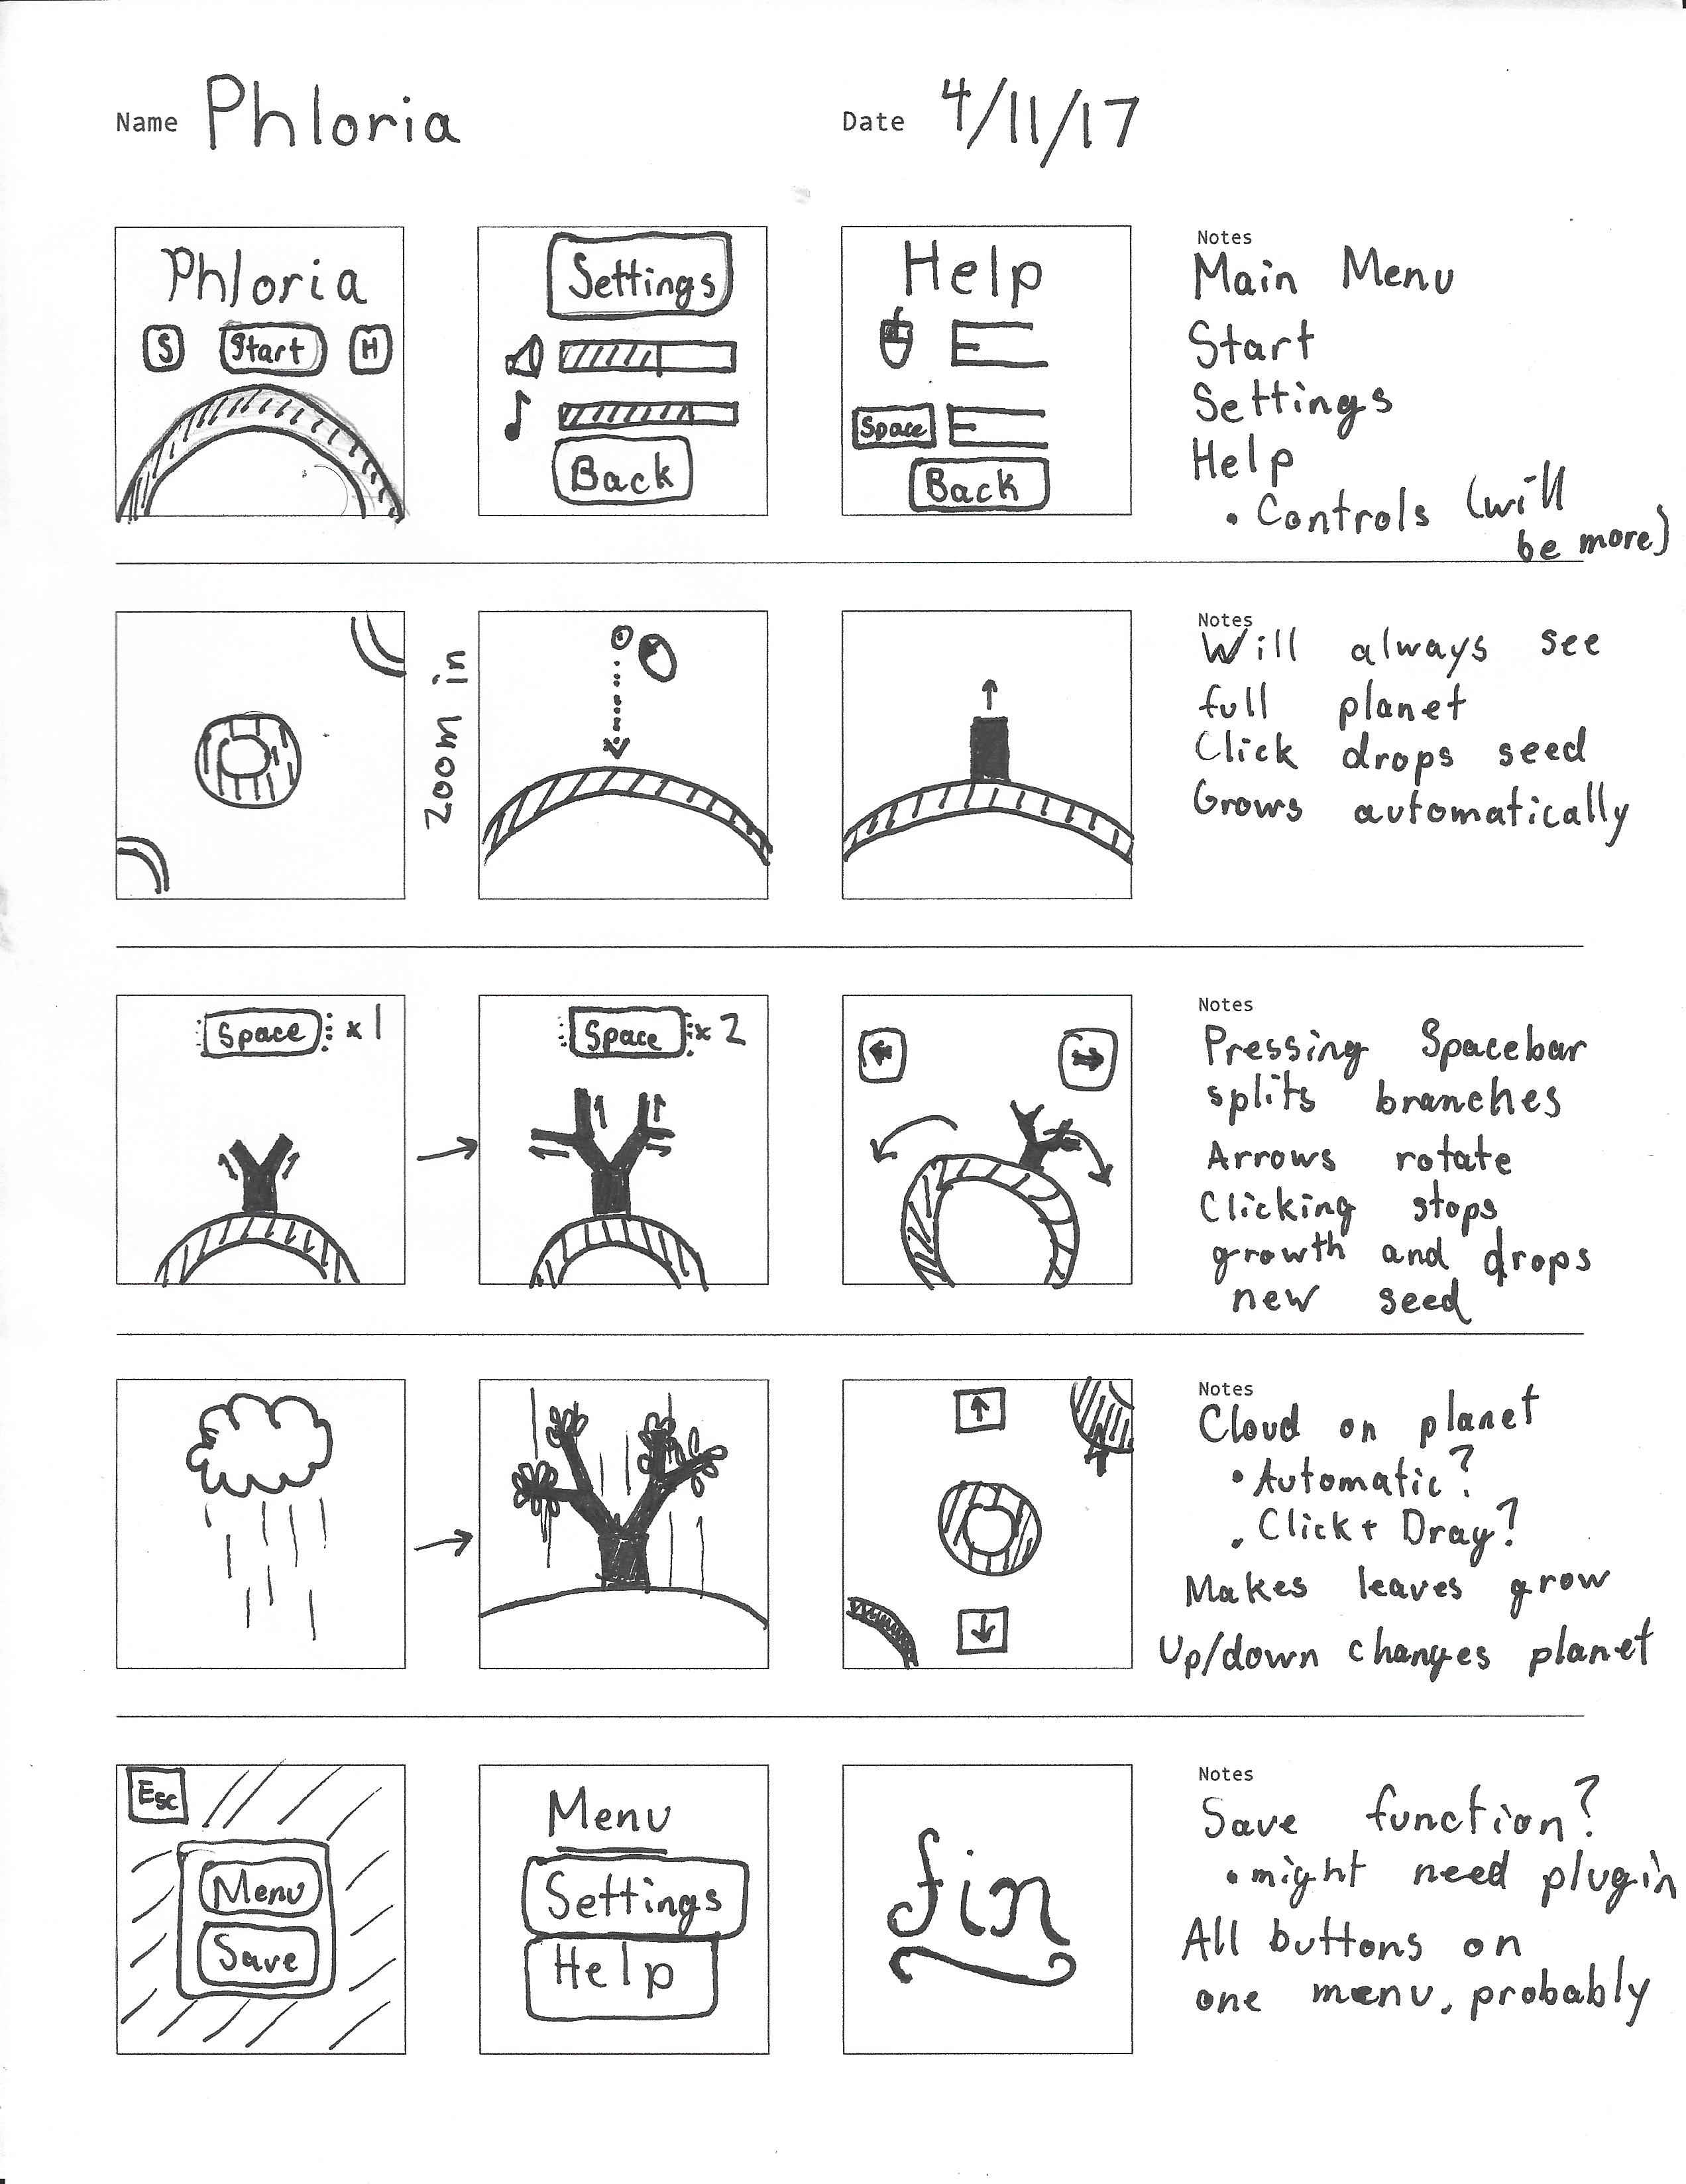 Name Phloria
Date 4/11/17
Phloria
S Start H
Settings
Back
Help
Space
Back
Notes
Main Menu
Start
Settings
Help
• Controls (will
be more)
Zoom in
Notes
Will always see
full planet
Click drops seed
Grows automatically
Space x 1
Space x 2
Notes
Pressing Spacebar
splits branches
Arrows rotate
Clicking stops
growth and drops
new seed
Notes
Cloud on planet
• Automatic?
• Click + Drag?
Makes leaves grow
Up/down changes planet
Esc
Menu
Save
Menu
Settings
Help
fin
Notes
Save function?
• might need plugin
All buttons on
one menu, probably